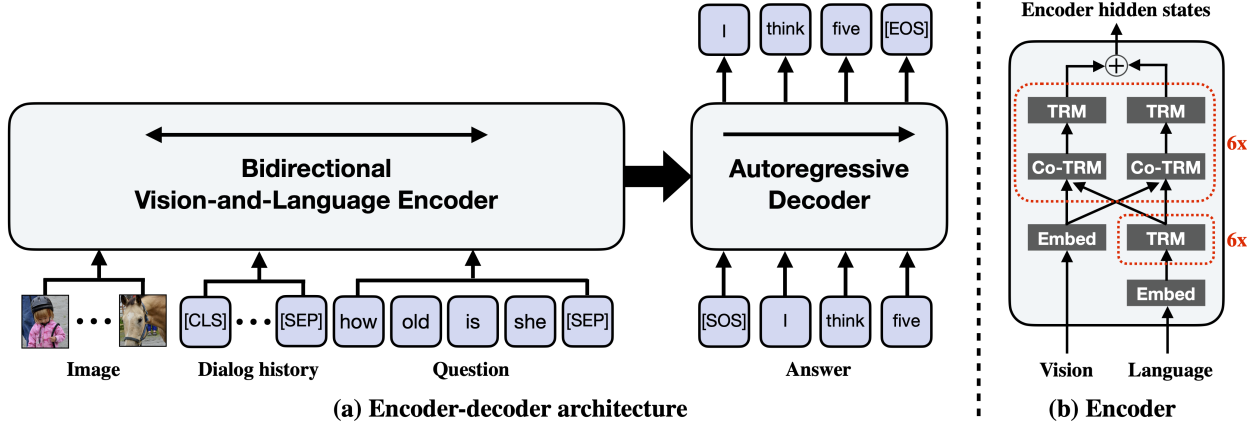 I think five [EOS]
Bidirectional
Vision-and-Language Encoder
Autoregressive
Decoder
[CLS] [SEP] how old is she [SEP]
[SOS] I think five
Image
Dialog history
Question
Answer
(a) Encoder-decoder architecture
Encoder hidden states
TRM TRM
6x
Co-TRM Co-TRM
Embed TRM
6x
Embed
Vision
Language
(b) Encoder